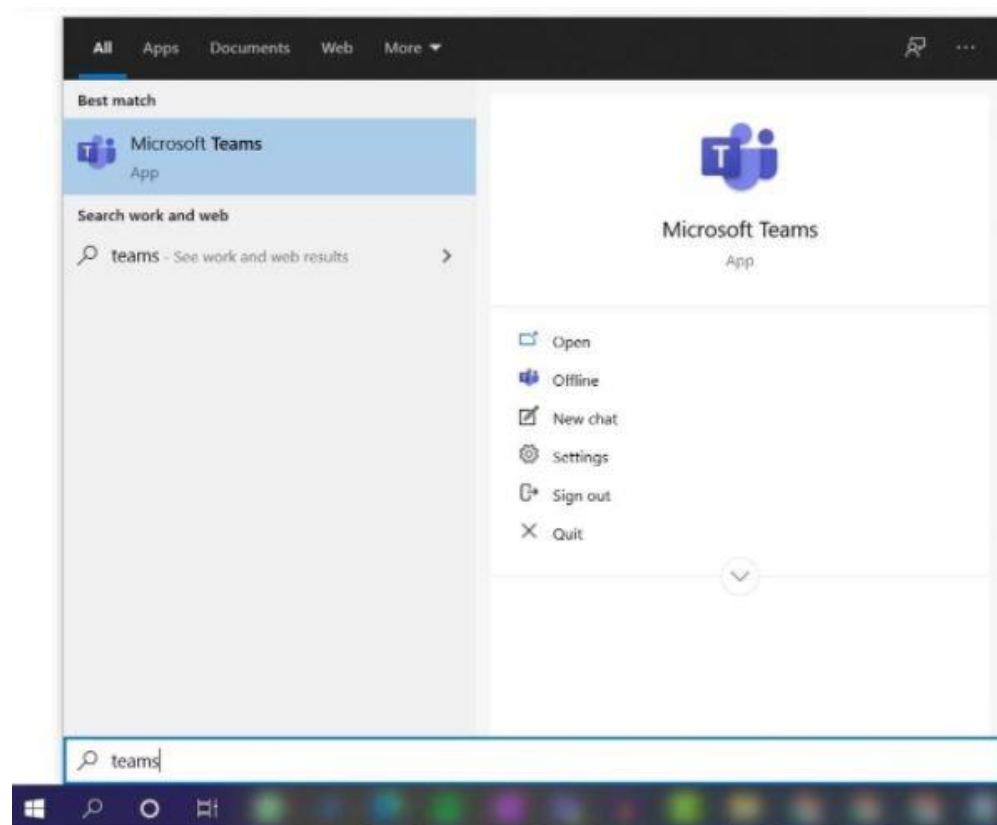 All Apps Documents Web More
Best match
Microsoft Teams
App
Search work and web
teams - See work and web results
T
Microsoft Teams
App
Open
Offline
New chat
Settings
Sign out
Quit
teams